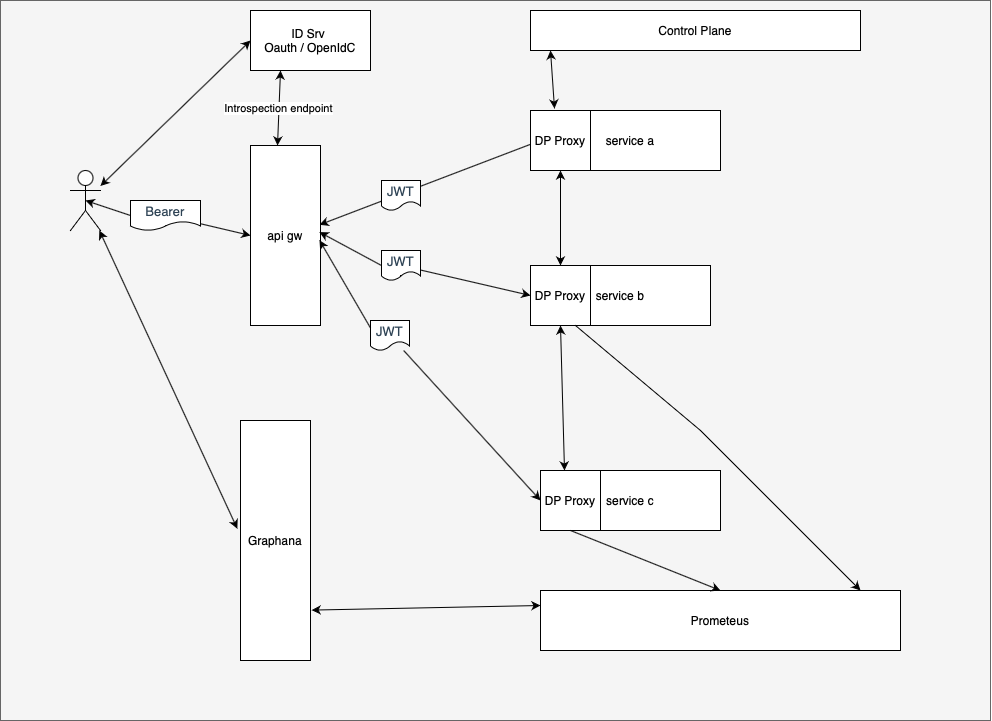 ID Srv
Oauth / OpenIdC
Control Plane
Introspection endpoint
DP Proxy
service a
JWT
Bearer
api gw
JWT
DP Proxy
service b
JWT
DP Proxy
service c
Graphana
Prometeus